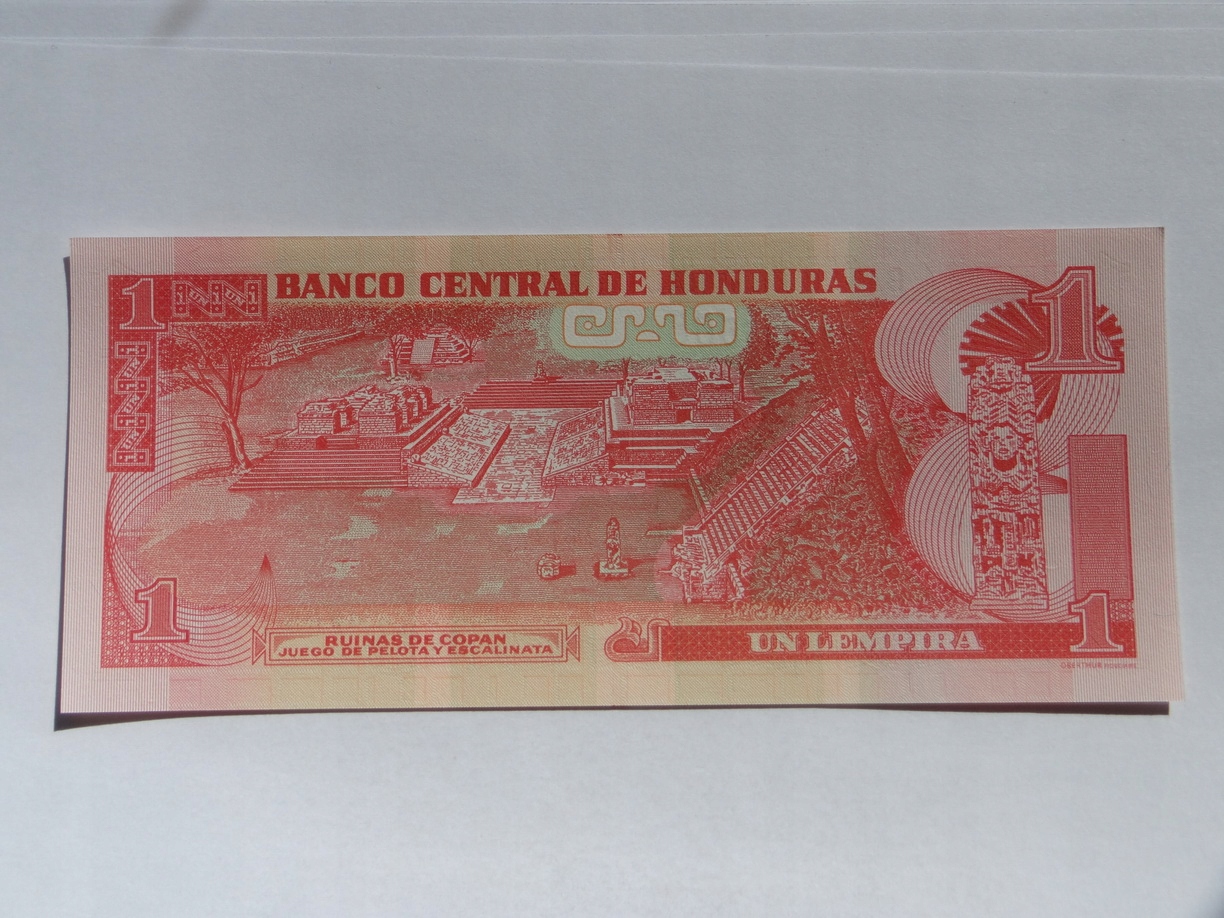 1 BANCO CENTRAL DE HONDURAS 1
1
RUINAS DE COPAN
JUEGO DE PELOTA Y ESCALINATA
UN LEMPIRA 1